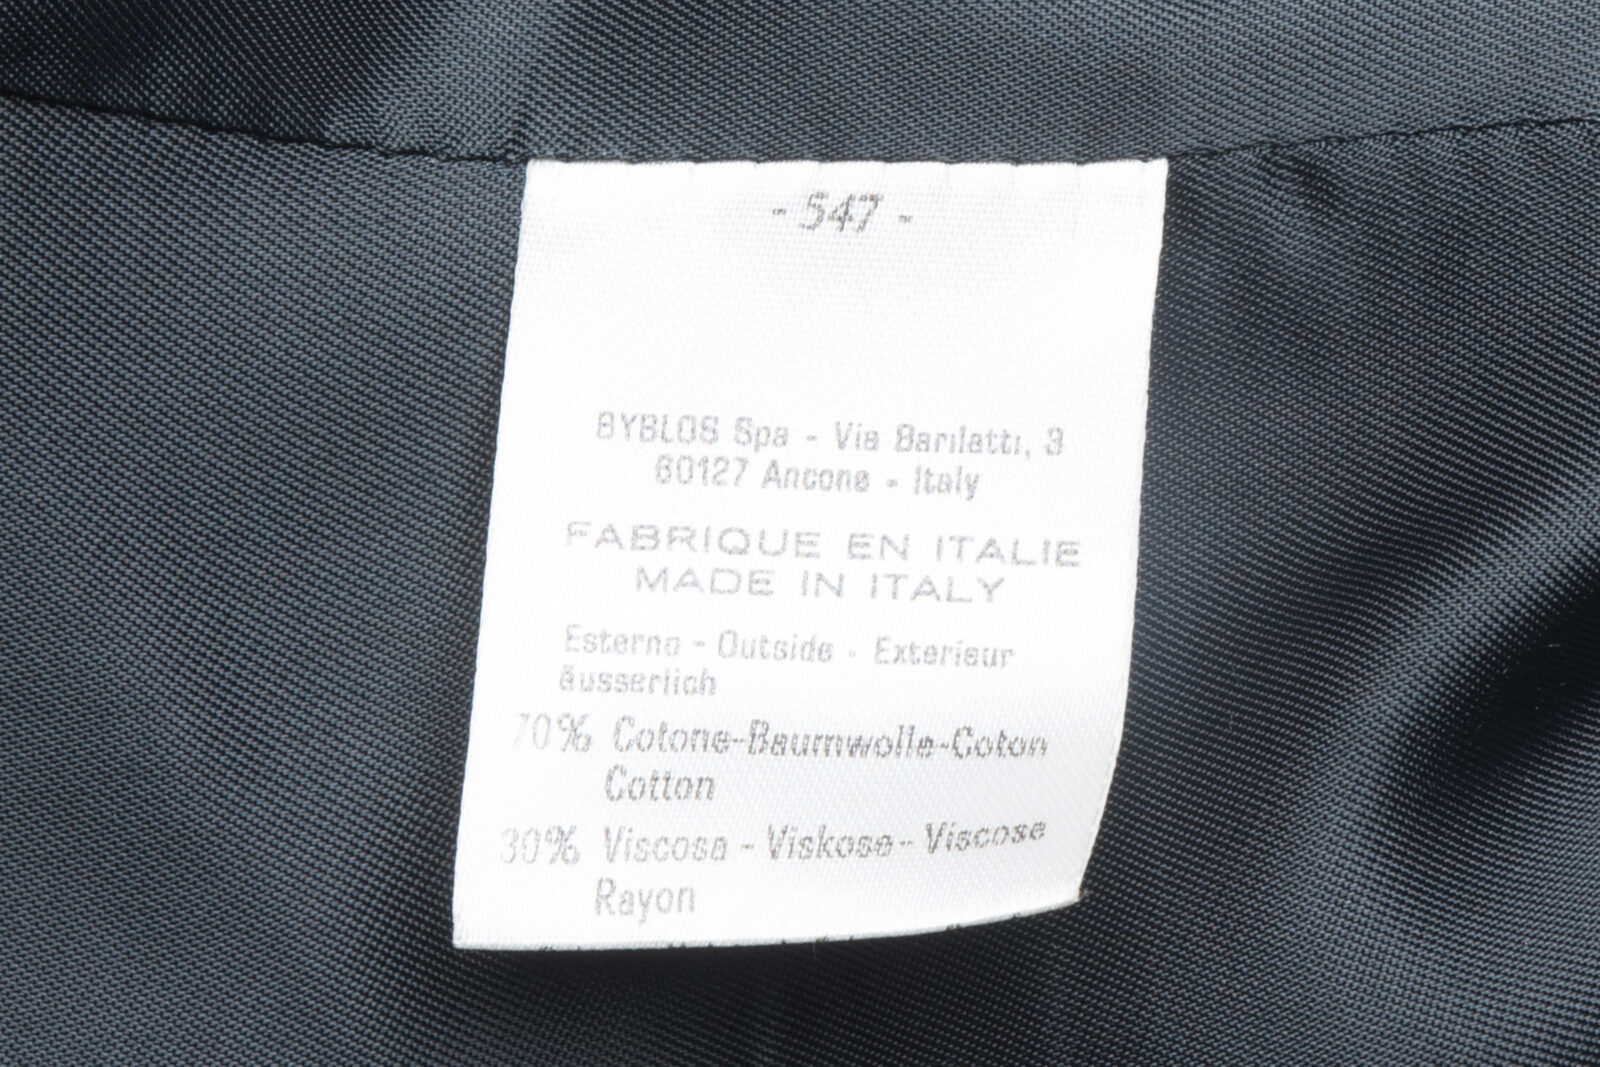 - 547 -
BYBLOS Spa - Via Barilatti, 3
60127 Ancona - Italy
FABRIQUE EN ITALIE
MADE IN ITALY
Esterno - Outside - Exterieur
äusserlich
70% Cotone-Baumwolle-Coton
Cotton
30% Viscosa - Viskose - Viscose
Rayon